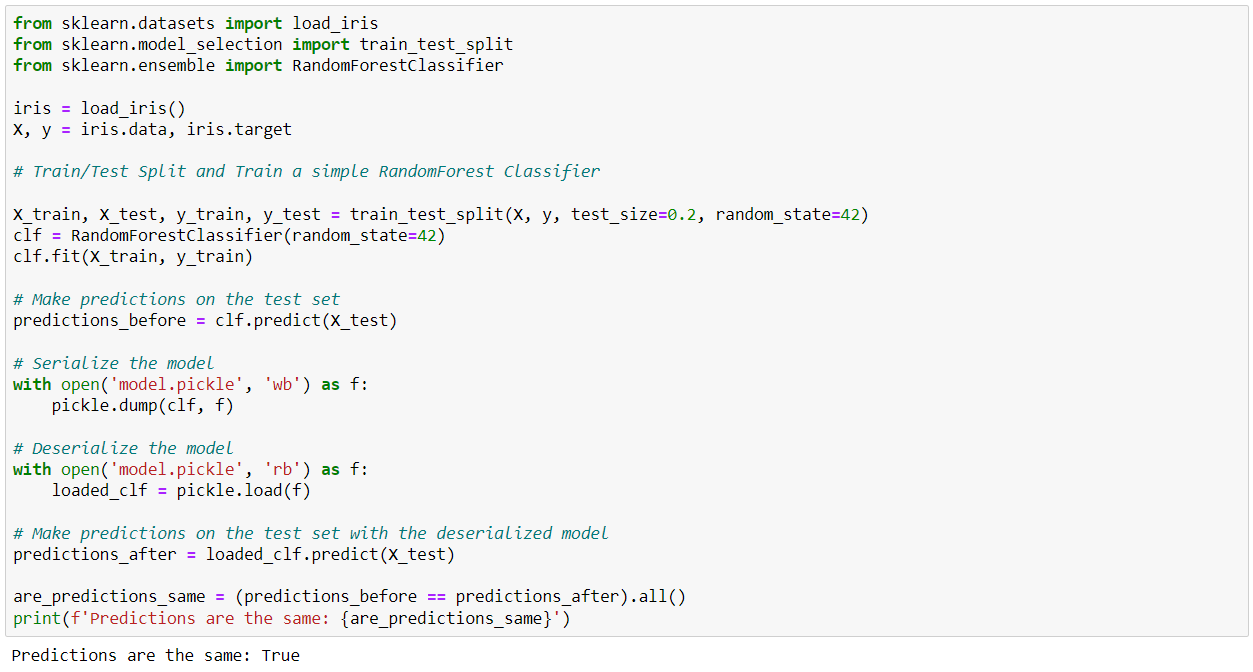 from sklearn.datasets import load_iris
from sklearn.model_selection import train_test_split
from sklearn.ensemble import RandomForestClassifier
iris = load_iris()
X, y = iris.data, iris.target
# Train/Test Split and Train a simple RandomForest Classifier
X_train, X_test, y_train, y_test = train_test_split(X, y, test_size=0.2, random_state=42)
clf = RandomForestClassifier(random_state=42)
clf.fit(X_train, y_train)
# Make predictions on the test set
predictions_before = clf.predict(X_test)
# Serialize the model
with open('model.pickle', 'wb') as f:
    pickle.dump(clf, f)
# Deserialize the model
with open('model.pickle', 'rb') as f:
    loaded_clf = pickle.load(f)
# Make predictions on the test set with the deserialized model
predictions_after = loaded_clf.predict(X_test)
are_predictions_same = (predictions_before == predictions_after).all()
print(f'Predictions are the same: {are_predictions_same}')
Predictions are the same: True